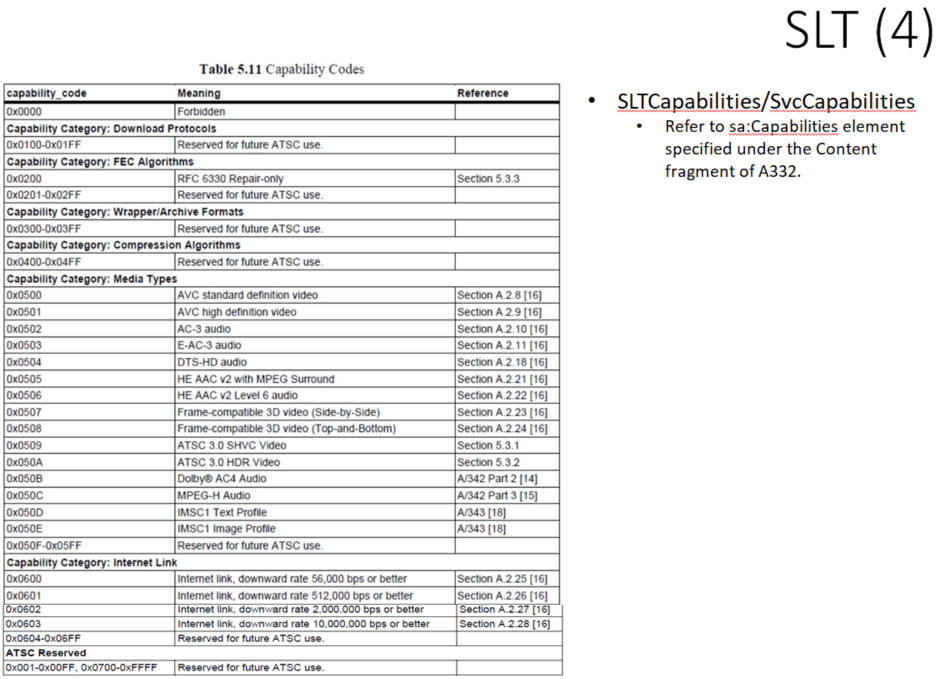 SLT (4)
Table 5.11 Capability Codes
capability_code Meaning Reference
0x0000 Forbidden
Capability Category: Download Protocols
0x0100-0x01FF Reserved for future ATSC use.
Capability Category: FEC Algorithms
0x0200 RFC 6330 Repair-only Section 5.3.3
0x0201-0x02FF Reserved for future ATSC use.
Capability Category: Wrapper/Archive Formats
0x0300-0x03FF Reserved for future ATSC use.
Capability Category: Compression Algorithms
0x0400-0x04FF Reserved for future ATSC use.
Capability Category: Media Types
0x0500 AVC standard definition video Section A.2.8 [16]
0x0501 AVC high definition video Section A.2.9 [16]
0x0502 AC-3 audio Section A.2.10 [16]
0x0503 E-AC-3 audio Section A.2.11 [16]
0x0504 DTS-HD audio Section A.2.18 [16]
0x0505 HE AAC v2 with MPEG Surround Section A.2.21 [16]
0x0506 HE AAC v2 Level 6 audio Section A.2.22 [16]
0x0507 Frame-compatible 3D video (Side-by-Side) Section A.2.23 [16]
0x0508 Frame-compatible 3D video (Top-and-Bottom) Section A.2.24 [16]
0x0509 ATSC 3.0 SHVC Video Section 5.3.1
0x050A ATSC 3.0 HDR Video Section 5.3.2
0x050B Dolby® AC4 Audio A/342 Part 2 [14]
0x050C MPEG-H Audio A/342 Part 3 [15]
0x050D IMSC1 Text Profile A/343 [18]
0x050E IMSC1 Image Profile A/343 [18]
0x050F-0x05FF Reserved for future ATSC use.
Capability Category: Internet Link
0x0600 Internet link, downward rate 56,000 bps or better Section A.2.25 [16]
0x0601 Internet link, downward rate 512,000 bps or better Section A.2.26 [16]
0x0602 Internet link, downward rate 2,000,000 bps or better Section A.2.27 [16]
0x0603 Internet link, downward rate 10,000,000 bps or better Section A.2.28 [16]
0x0604-0x06FF Reserved for future ATSC use.
ATSC Reserved
0x001-0x00FF, 0x0700-0xFFFF Reserved for future ATSC use.
• SLTCapabilities/SvcCapabilities
• Refer to sa:Capabilities element
specified under the Content
fragment of A332.